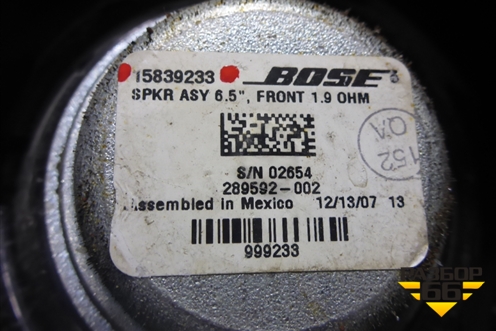 15839233 BOSE®
SPKR ASY 6.5", FRONT 1.9 OHM
152
QA
S/N 02654
289592-002
Assembled in Mexico 12/13/07 13
999233
РАЗБОР
66